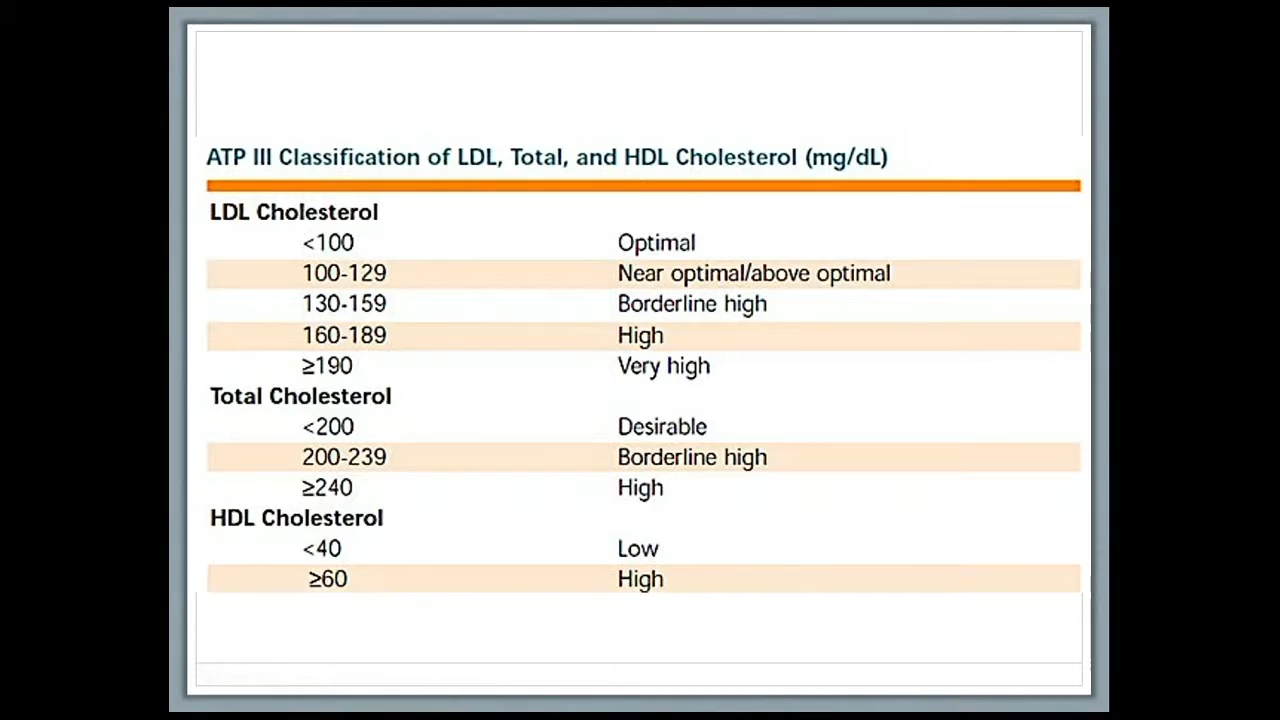 ATP III Classification of LDL, Total, and HDL Cholesterol (mg/dL)
LDL Cholesterol
<100 Optimal
100-129 Near optimal/above optimal
130-159 Borderline high
160-189 High
≥190 Very high
Total Cholesterol
<200 Desirable
200-239 Borderline high
≥240 High
HDL Cholesterol
<40 Low
≥60 High